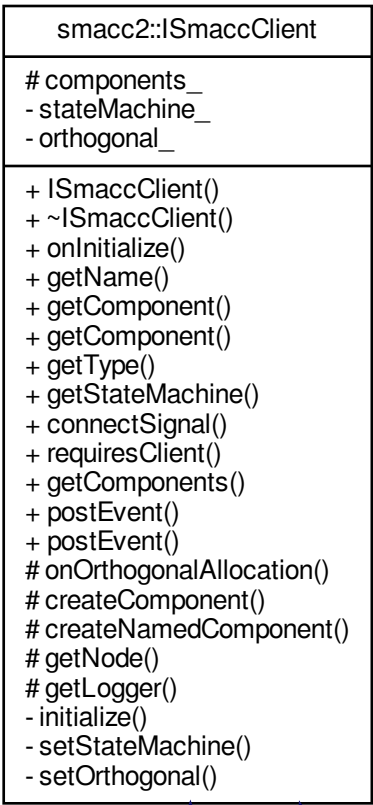 smacc2::ISmaccClient
# components_
- stateMachine_
- orthogonal_
+ ISmaccClient()
+ ~ISmaccClient()
+ onInitialize()
+ getName()
+ getComponent()
+ getComponent()
+ getType()
+ getStateMachine()
+ connectSignal()
+ requiresClient()
+ getComponents()
+ postEvent()
+ postEvent()
# onOrthogonalAllocation()
# createComponent()
# createNamedComponent()
# getNode()
# getLogger()
- initialize()
- setStateMachine()
- setOrthogonal()